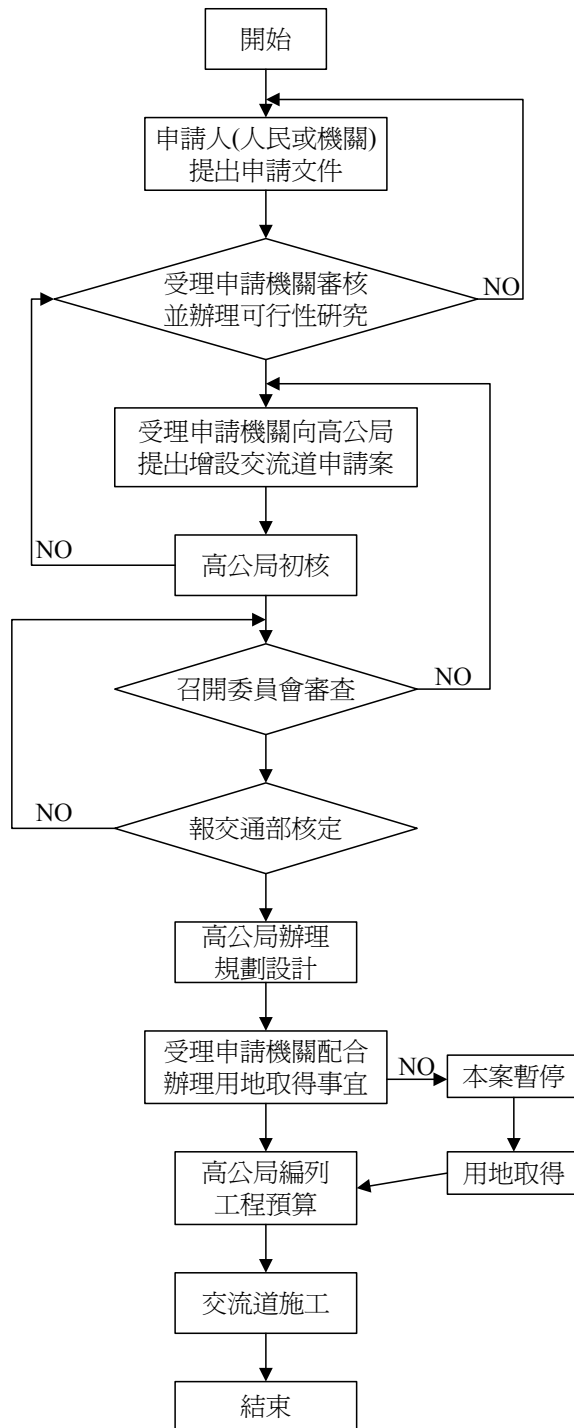 開始
申請人(人民或機關)
提出申請文件
受理申請機關審核
並辦理可行性研究
NO
受理申請機關向高公局
提出增設交流道申請案
NO
高公局初核
召開委員會審查
NO
NO
報交通部核定
高公局辦理
規劃設計
受理申請機關配合
辦理用地取得事宜
NO
本案暫停
高公局編列
工程預算
用地取得
交流道施工
結束